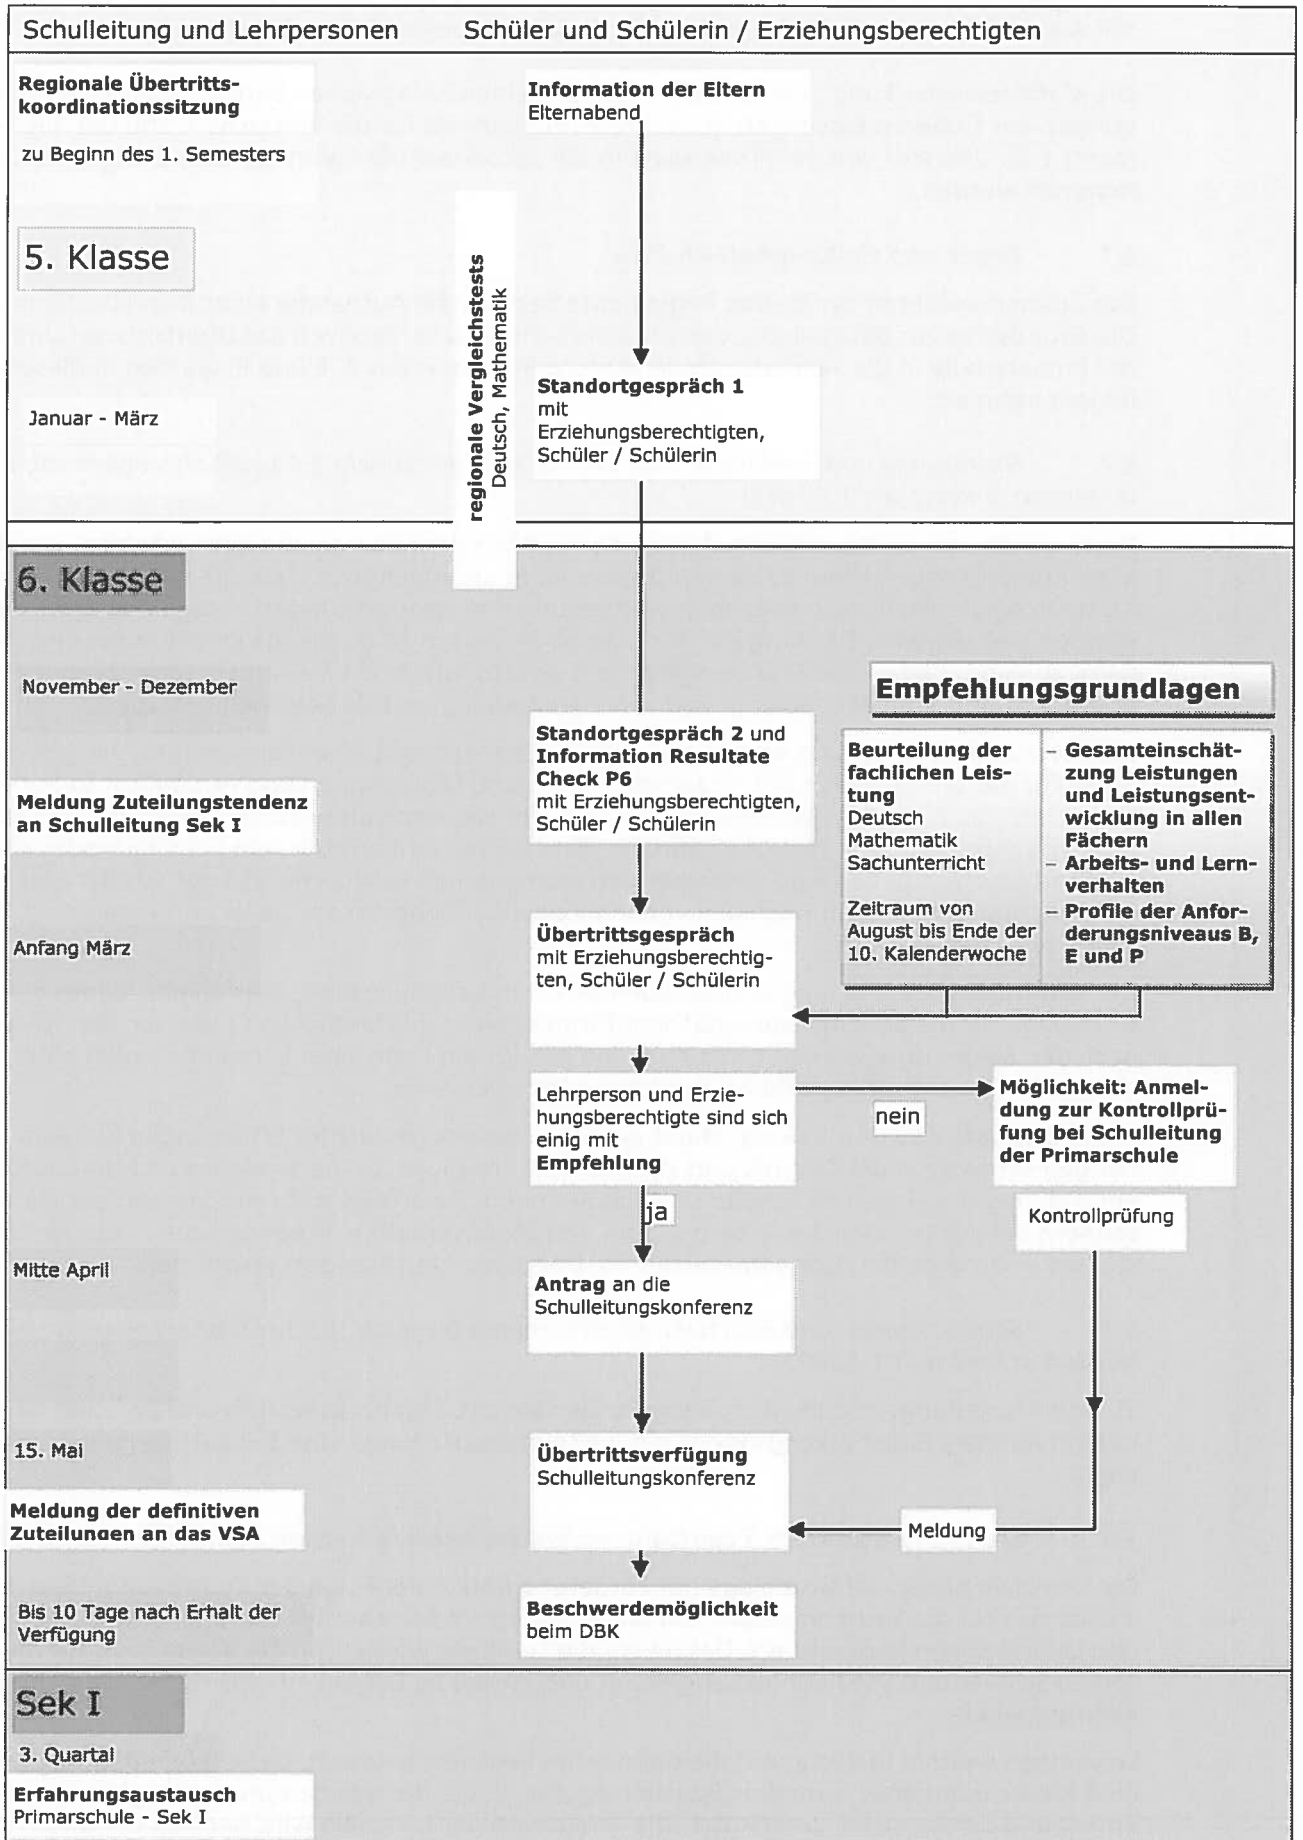 Schulleitung und Lehrpersonen
Schüler und Schülerin / Erziehungsberechtigten
Regionale Übertritts-
koordinationssitzung
zu Beginn des 1. Semesters
Information der Eltern
Elternabend
5. Klasse
regionale Vergleichstests
Deutsch, Mathematik
Januar - März
Standortgespräch 1
mit
Erziehungsberechtigten,
Schüler / Schülerin
6. Klasse
November - Dezember
Meldung Zuteilungstendenz
an Schulleitung Sek I
Standortgespräch 2 und
Information Resultate
Check P6
mit Erziehungsberechtigten,
Schüler / Schülerin
Empfehlungsgrundlagen
Beurteilung der
fachlichen Leis-
tung
Deutsch
Mathematik
Sachunterricht
Zeitraum von
August bis Ende der
10. Kalenderwoche
– Gesamteinschät-
zung Leistungen
und Leistungsent-
wicklung in allen
Fächern
– Arbeits- und Lern-
verhalten
– Profile der Anfor-
derungsniveaus B,
E und P
Anfang März
Übertrittsgespräch
mit Erziehungsberechtig-
ten, Schüler / Schülerin
Lehrperson und Erzie-
hungsberechtigte sind sich
einig mit
Empfehlung
nein
Möglichkeit: Anmel-
dung zur Kontrollprü-
fung bei Schulleitung
der Primarschule
ja
Kontrollprüfung
Mitte April
Antrag an die
Schulleitungskonferenz
15. Mai
Übertrittsverfügung
Schulleitungskonferenz
Meldung der definitiven
Zuteilungen an das VSA
Meldung
Bis 10 Tage nach Erhalt der
Verfügung
Beschwerdemöglichkeit
beim DBK
Sek I
3. Quartal
Erfahrungsaustausch
Primarschule - Sek I